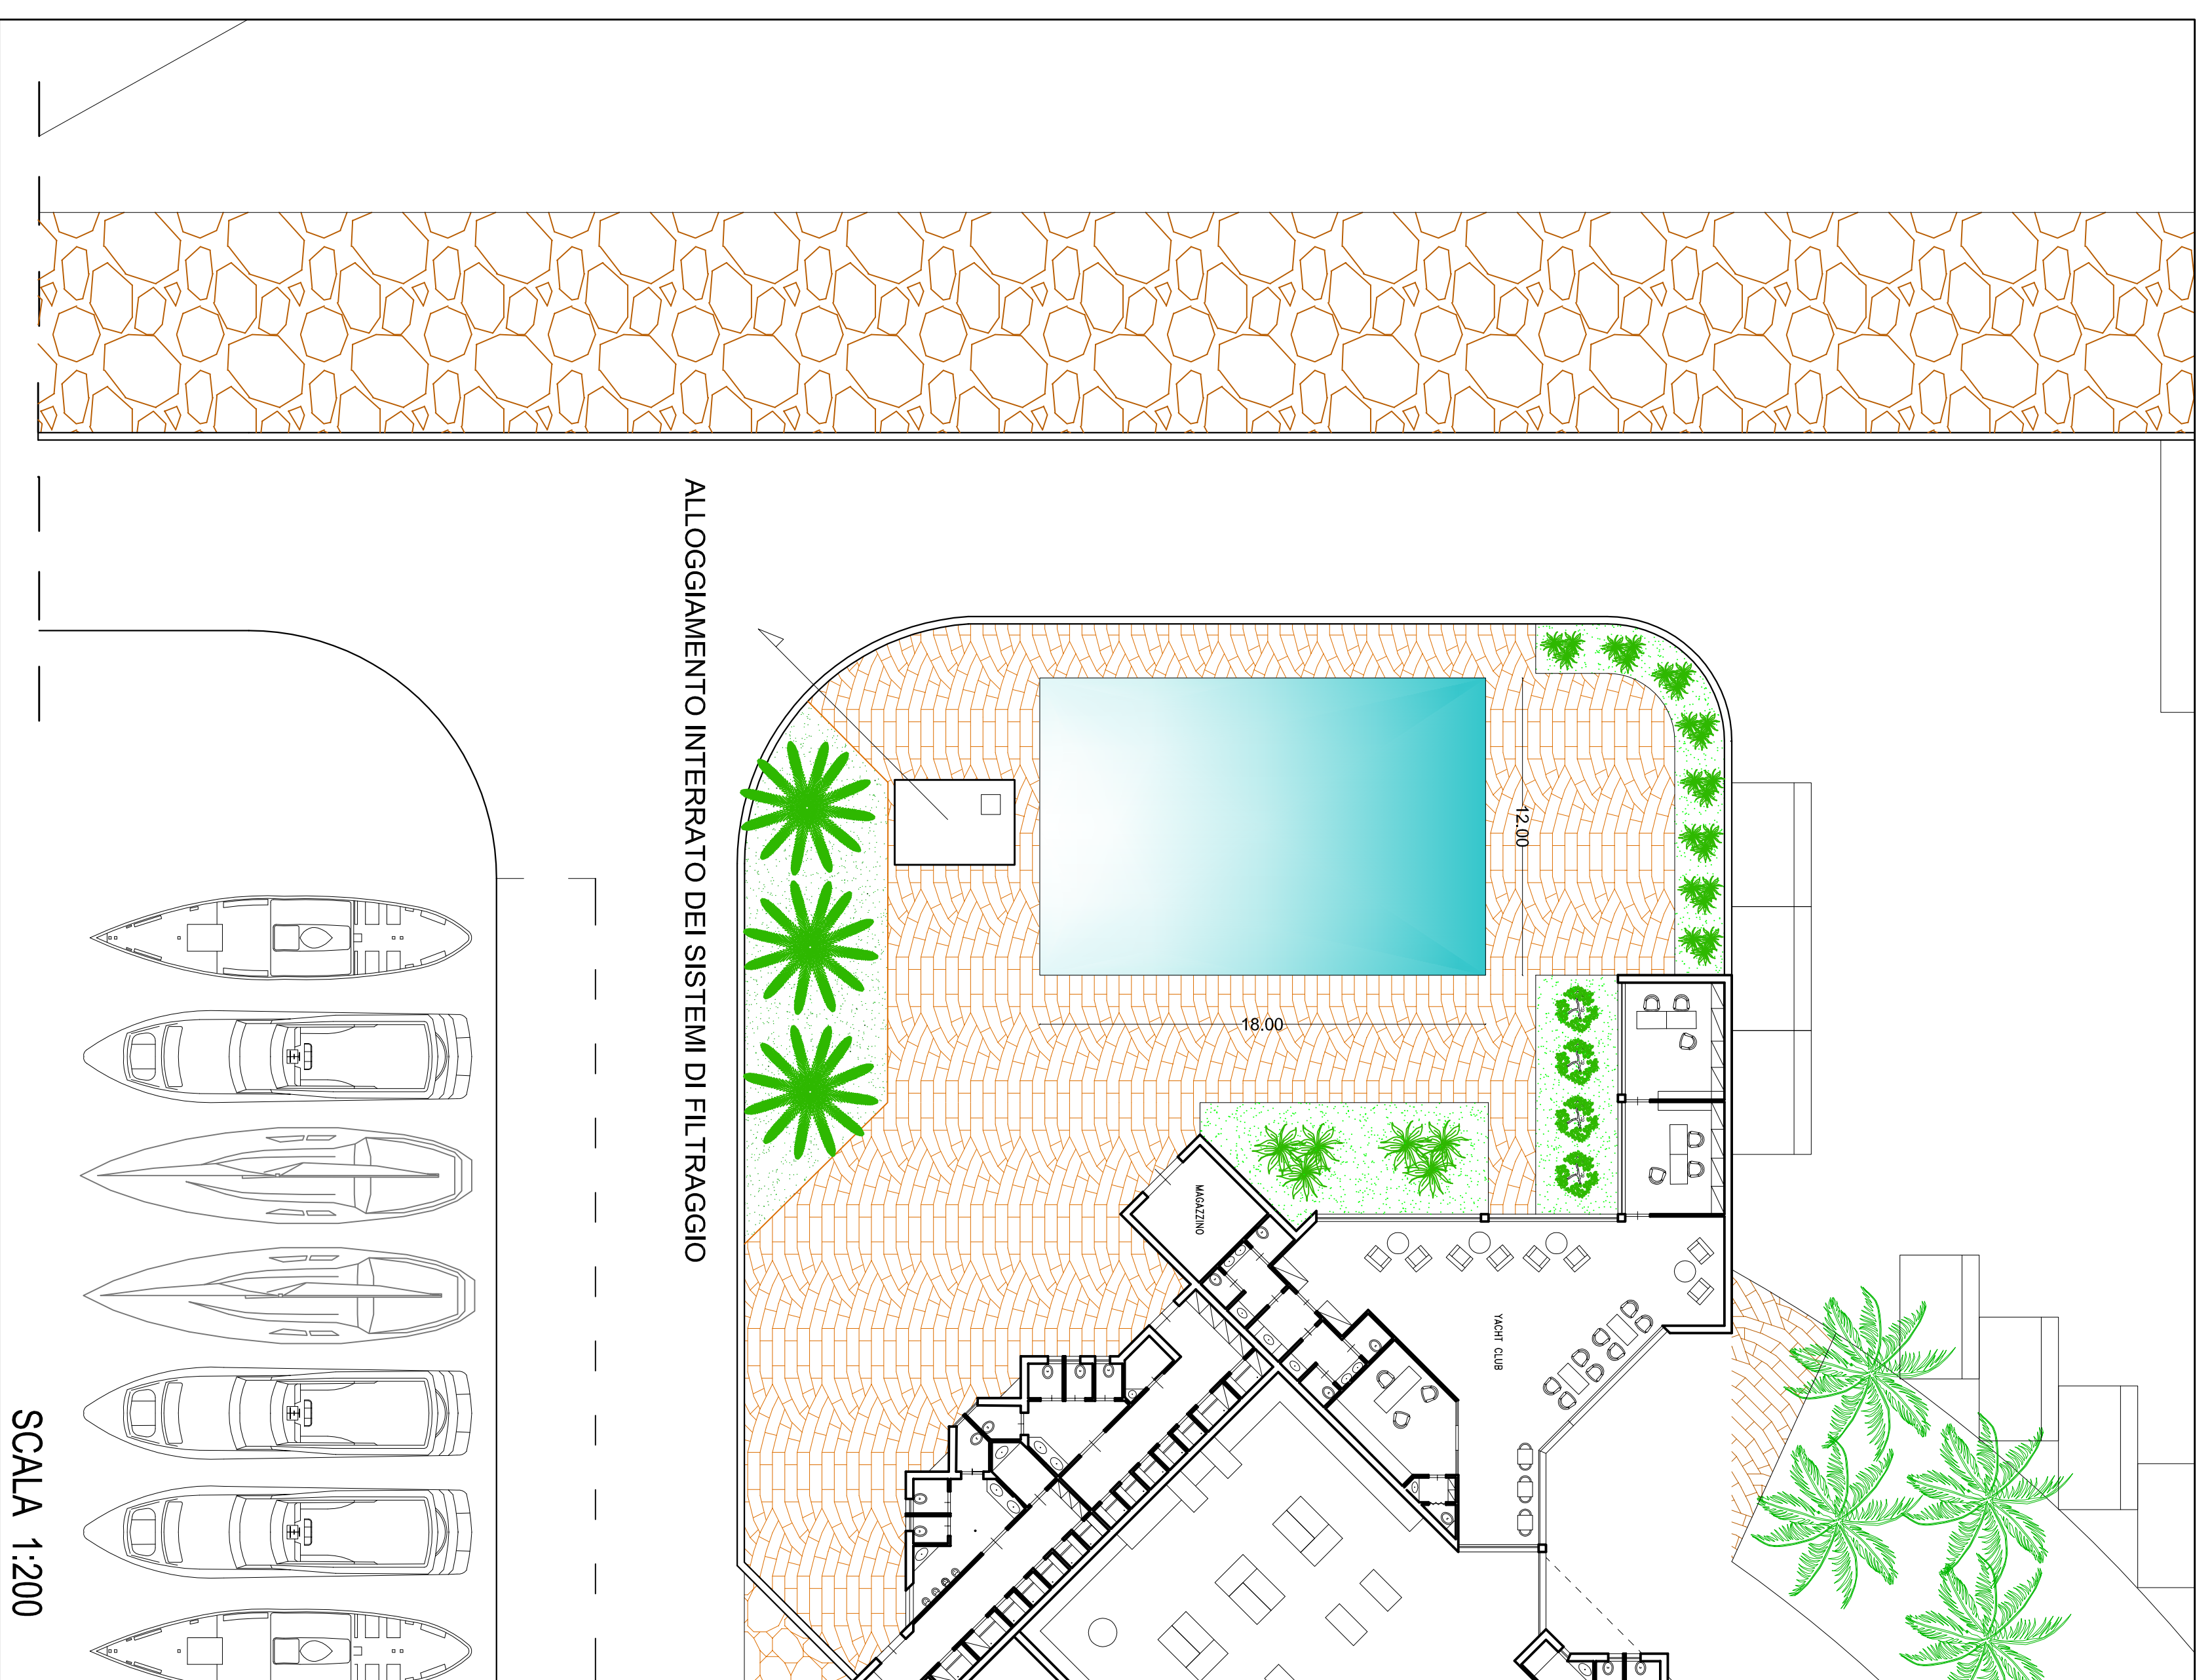 ALLOGGIAMENTO INTERRATO DEI SISTEMI DI FILTRAGGIO
12.00
18.00
MAGAZZINO
YACHT CLUB
SCALA 1:200